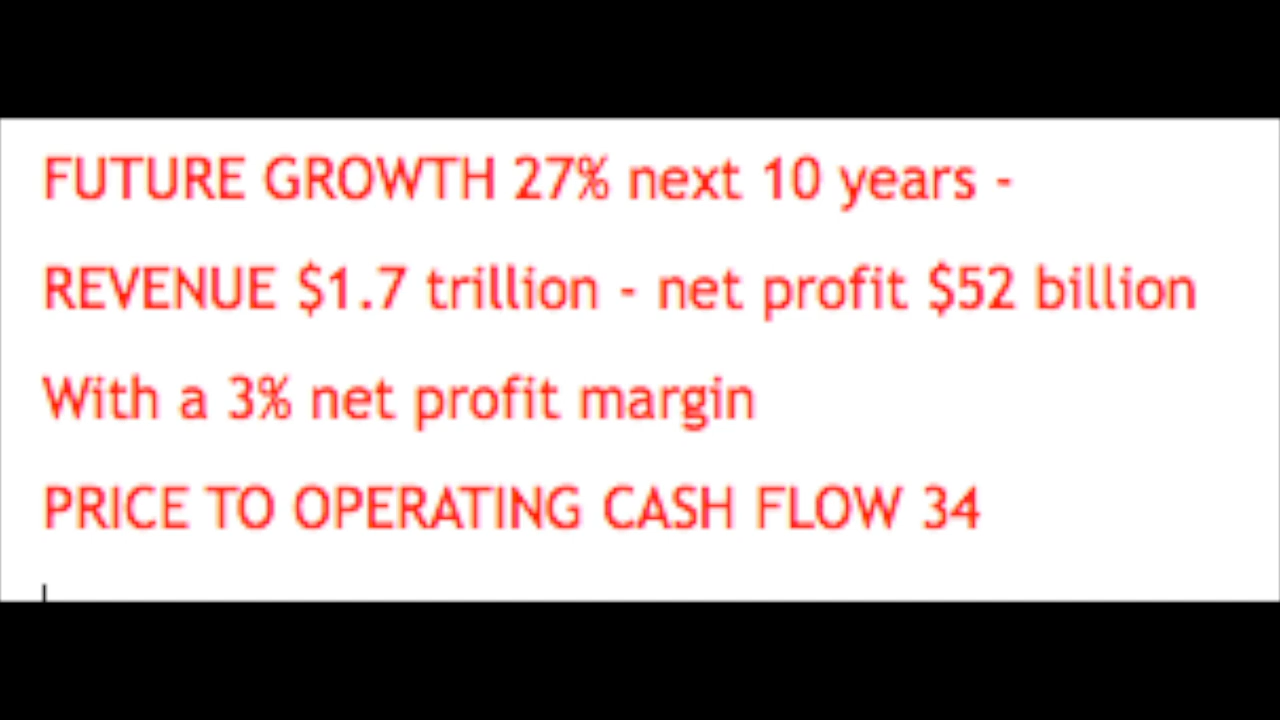 FUTURE GROWTH 27% next 10 years -
REVENUE $1.7 trillion - net profit $52 billion
With a 3% net profit margin
PRICE TO OPERATING CASH FLOW 34